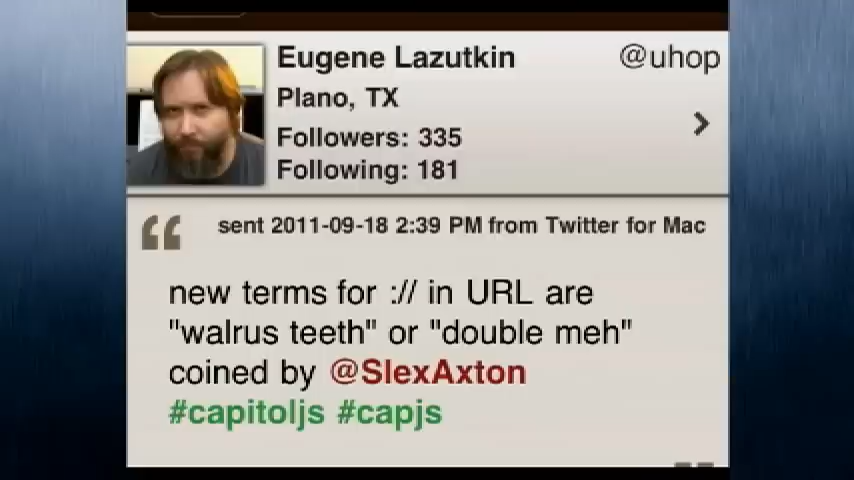 Eugene Lazutkin @uhop
Plano, TX
Followers: 335
Following: 181
sent 2011-09-18 2:39 PM from Twitter for Mac
new terms for :// in URL are
"walrus teeth" or "double meh"
coined by @SlexAxton
#capitoljs #capjs